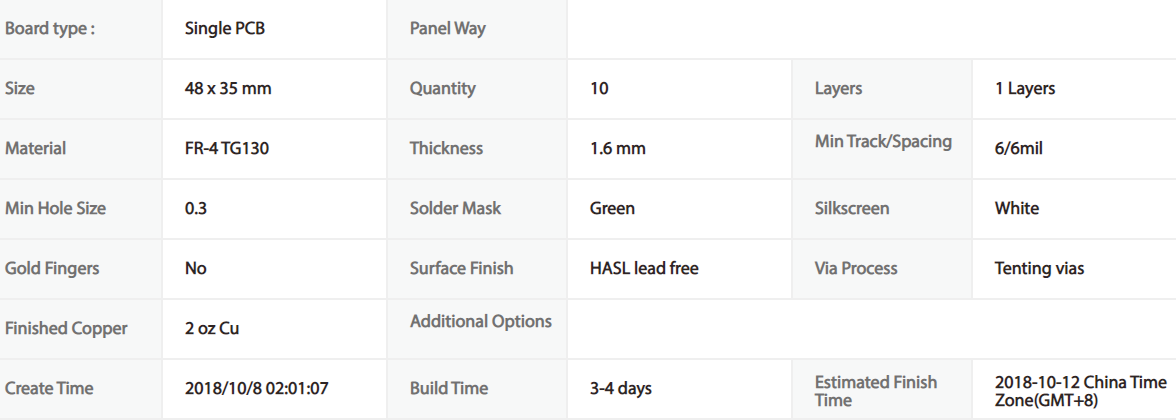 Board type : Single PCB Panel Way
Size 48 x 35 mm Quantity 10 Layers 1 Layers
Material FR-4 TG130 Thickness 1.6 mm Min Track/Spacing 6/6mil
Min Hole Size 0.3 Solder Mask Green Silkscreen White
Gold Fingers No Surface Finish HASL lead free Via Process Tenting vias
Finished Copper 2 oz Cu Additional Options
Create Time 2018/10/8 02:01:07 Build Time 3-4 days Estimated Finish
Time 2018-10-12 China Time
Zone(GMT+8)